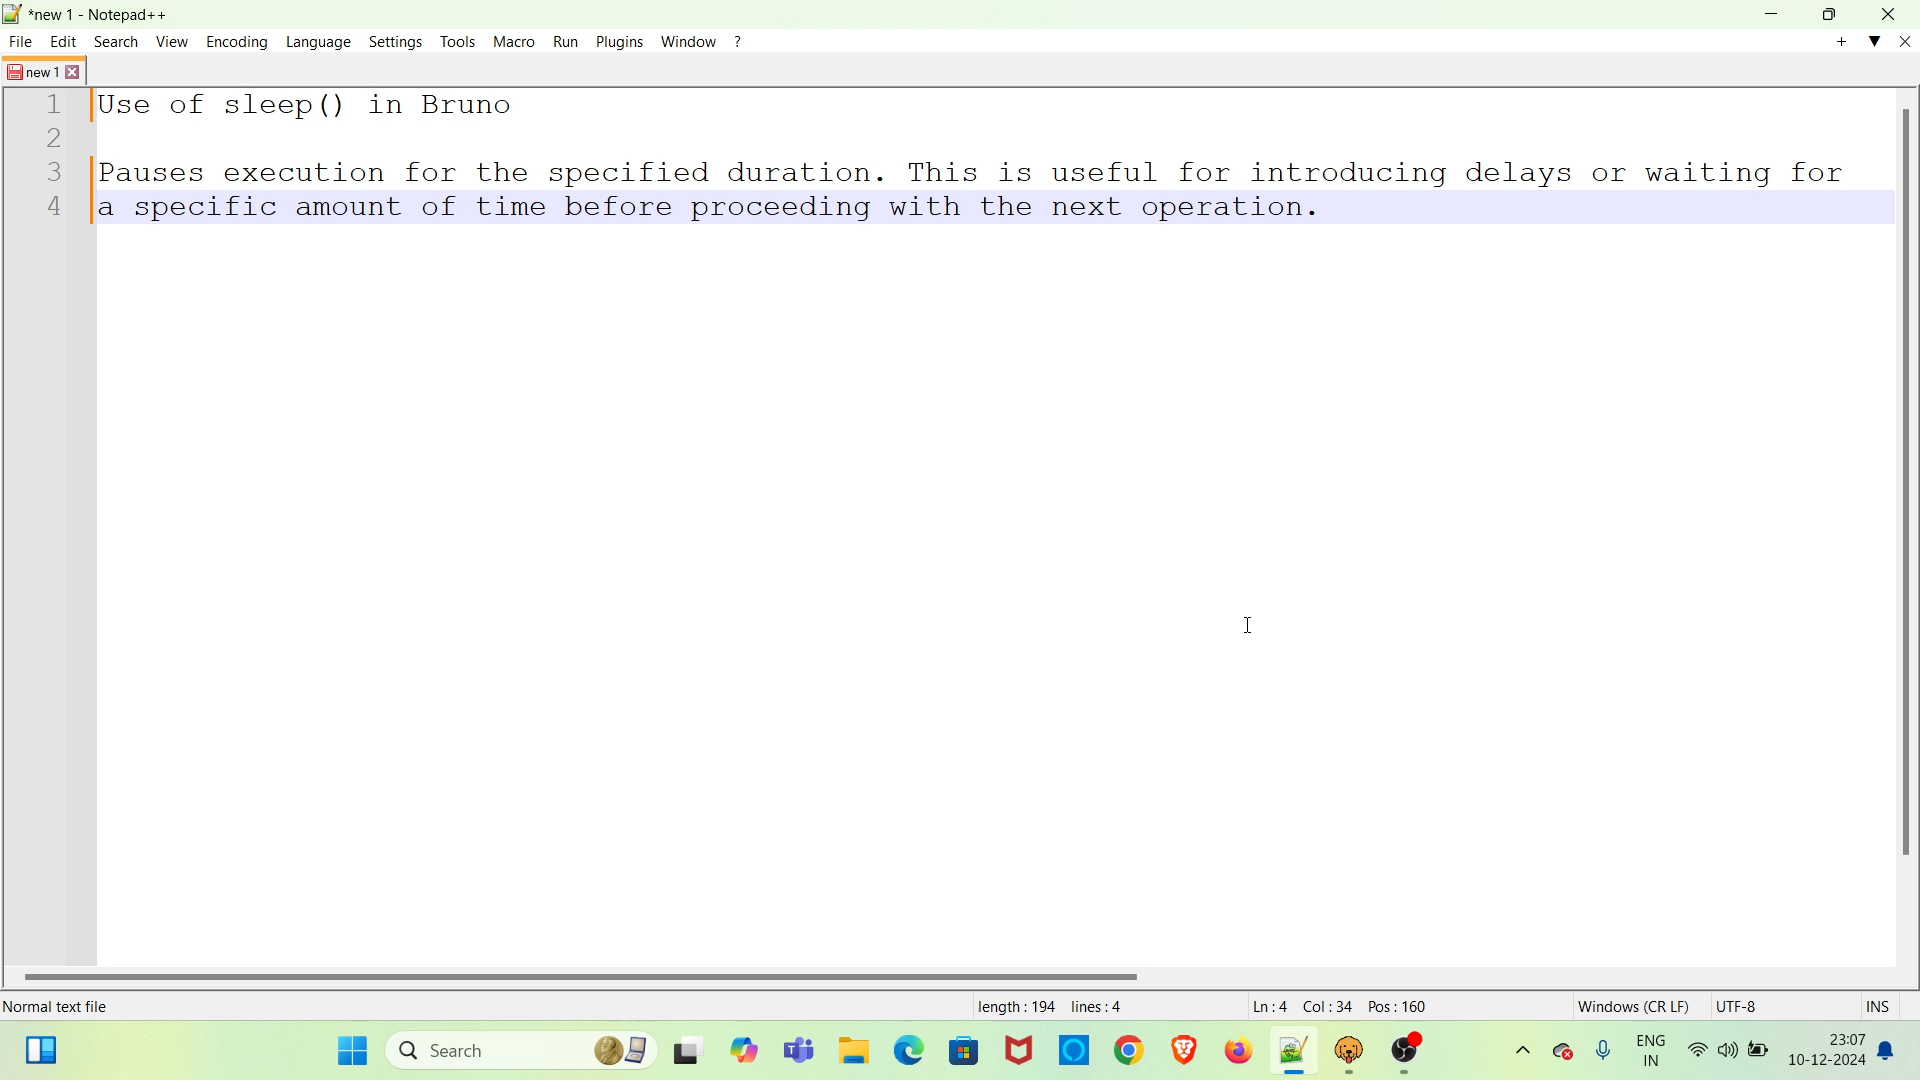 *new 1 - Notepad++
File Edit Search View Encoding Language Settings Tools Macro Run Plugins Window ?
+ ▼ X
new 1
1 Use of sleep() in Bruno
2
3 Pauses execution for the specified duration. This is useful for introducing delays or waiting for
4 a specific amount of time before proceeding with the next operation.
Normal text file length : 194 lines : 4 Ln : 4 Col : 34 Pos : 160 Windows (CR LF) UTF-8 INS
Search
ENG
IN
23:07
10-12-2024